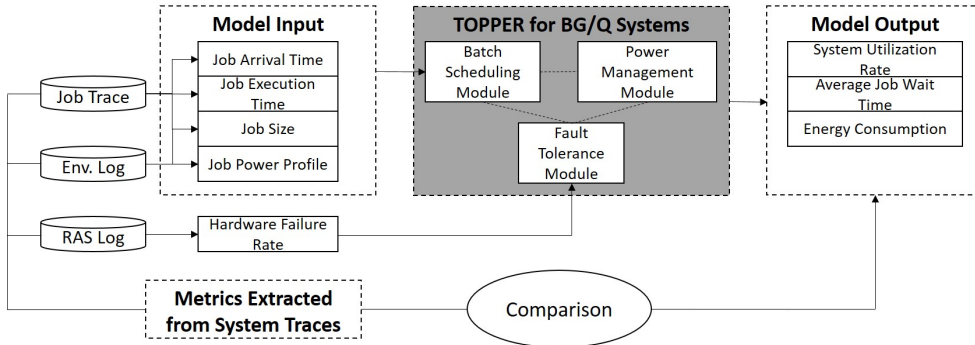 Model Input
TOPPER for BG/Q Systems
Model Output
Job Arrival Time
Job Execution
Time
Job Size
Job Power Profile
Batch
Scheduling
Module
Power
Management
Module
Fault
Tolerance
Module
System Utilization
Rate
Average Job Wait
Time
Energy Consumption
Job Trace
Env. Log
RAS Log
Hardware Failure
Rate
Metrics Extracted
from System Traces
Comparison